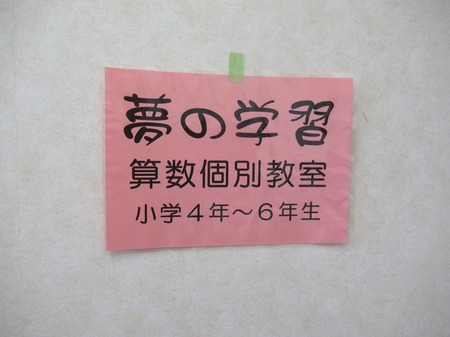 夢の学習
算数個別教室
小学４年～６年生